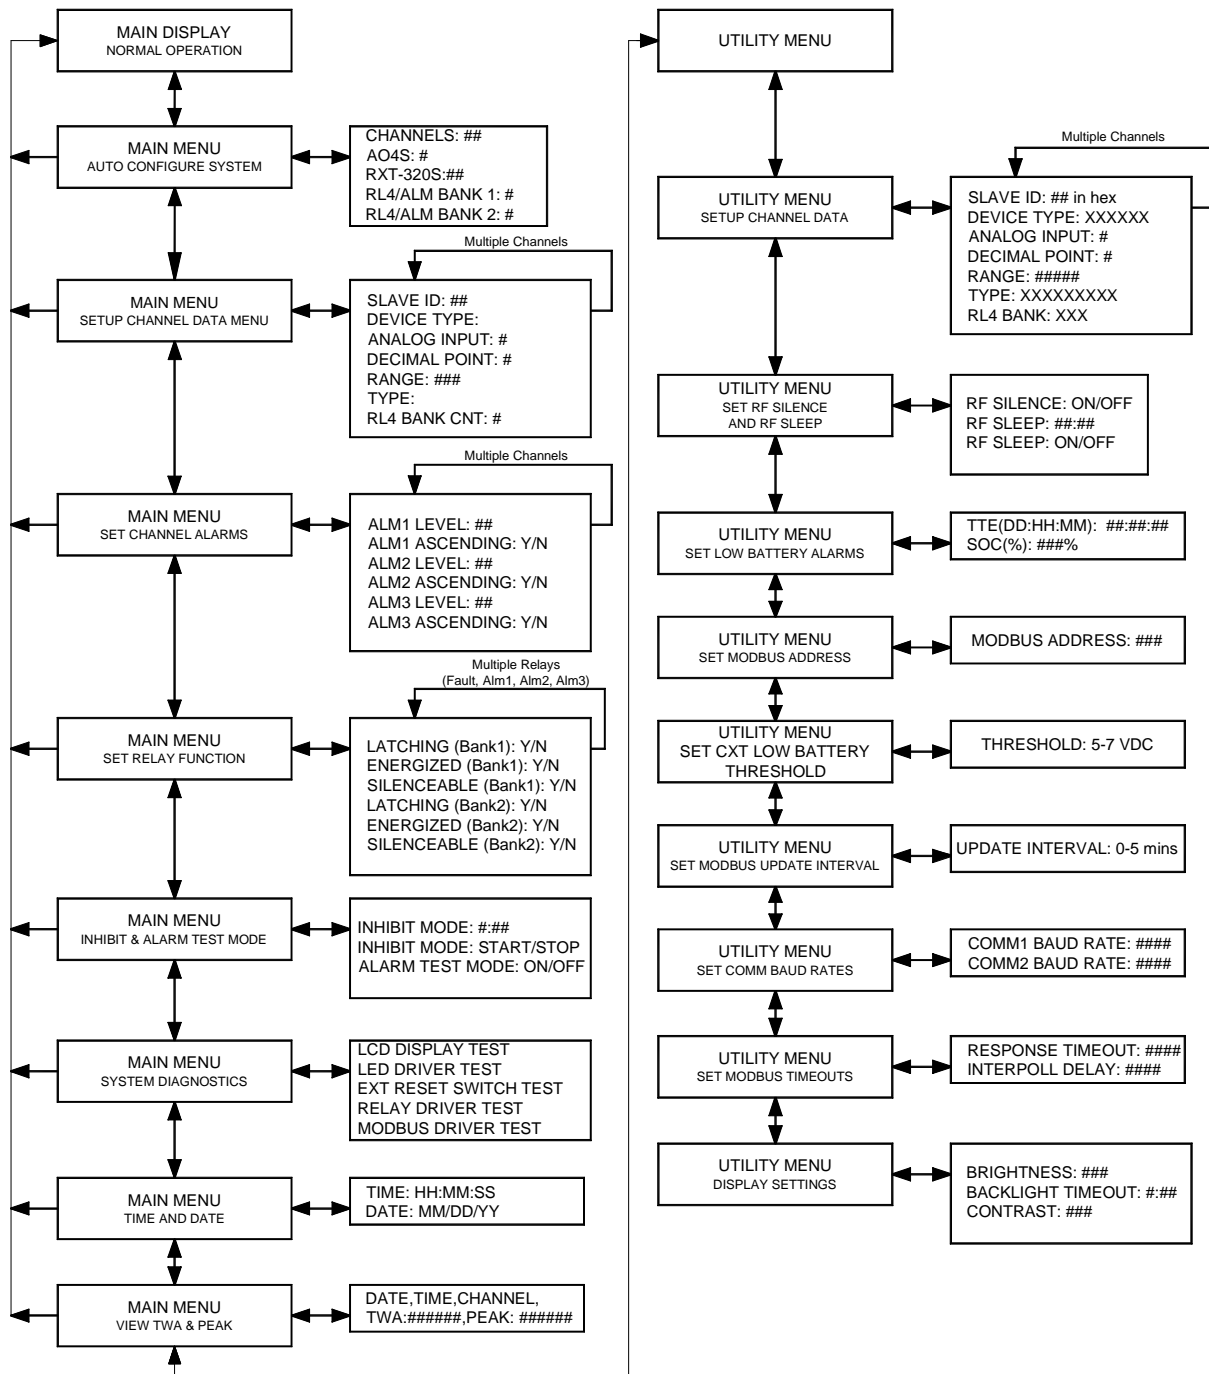 MAIN DISPLAY
NORMAL OPERATION
MAIN MENU
AUTO CONFIGURE SYSTEM
CHANNELS: ##
AO4S: #
RXT-320S:##
RL4/ALM BANK 1: #
RL4/ALM BANK 2: #
MAIN MENU
SETUP CHANNEL DATA MENU
Multiple Channels
SLAVE ID: ##
DEVICE TYPE:
ANALOG INPUT: #
DECIMAL POINT: #
RANGE: ###
TYPE:
RL4 BANK CNT: #
MAIN MENU
SET CHANNEL ALARMS
Multiple Channels
ALM1 LEVEL: ##
ALM1 ASCENDING: Y/N
ALM2 LEVEL: ##
ALM2 ASCENDING: Y/N
ALM3 LEVEL: ##
ALM3 ASCENDING: Y/N
MAIN MENU
SET RELAY FUNCTION
Multiple Relays
(Fault, Alm1, Alm2, Alm3)
LATCHING (Bank1): Y/N
ENERGIZED (Bank1): Y/N
SILENCEABLE (Bank1): Y/N
LATCHING (Bank2): Y/N
ENERGIZED (Bank2): Y/N
SILENCEABLE (Bank2): Y/N
MAIN MENU
INHIBIT & ALARM TEST MODE
INHIBIT MODE: #:##
INHIBIT MODE: START/STOP
ALARM TEST MODE: ON/OFF
MAIN MENU
SYSTEM DIAGNOSTICS
LCD DISPLAY TEST
LED DRIVER TEST
EXT RESET SWITCH TEST
RELAY DRIVER TEST
MODBUS DRIVER TEST
MAIN MENU
TIME AND DATE
TIME: HH:MM:SS
DATE: MM/DD/YY
MAIN MENU
VIEW TWA & PEAK
DATE,TIME,CHANNEL,
TWA:######,PEAK: ######
UTILITY MENU
UTILITY MENU
SETUP CHANNEL DATA
Multiple Channels
SLAVE ID: ## in hex
DEVICE TYPE: XXXXXX
ANALOG INPUT: #
DECIMAL POINT: #
RANGE: #####
TYPE: XXXXXXXXX
RL4 BANK: XXX
UTILITY MENU
SET RF SILENCE
AND RF SLEEP
RF SILENCE: ON/OFF
RF SLEEP: ##:##
RF SLEEP: ON/OFF
UTILITY MENU
SET LOW BATTERY ALARMS
TTE(DD:HH:MM): ##:##:##
SOC(%): ###%
UTILITY MENU
SET MODBUS ADDRESS
MODBUS ADDRESS: ###
UTILITY MENU
SET CXT LOW BATTERY
THRESHOLD
THRESHOLD: 5-7 VDC
UTILITY MENU
SET MODBUS UPDATE INTERVAL
UPDATE INTERVAL: 0-5 mins
UTILITY MENU
SET COMM BAUD RATES
COMM1 BAUD RATE: ####
COMM2 BAUD RATE: ####
UTILITY MENU
SET MODBUS TIMEOUTS
RESPONSE TIMEOUT: ####
INTERPOLL DELAY: ####
UTILITY MENU
DISPLAY SETTINGS
BRIGHTNESS: ###
BACKLIGHT TIMEOUT: #:##
CONTRAST: ###